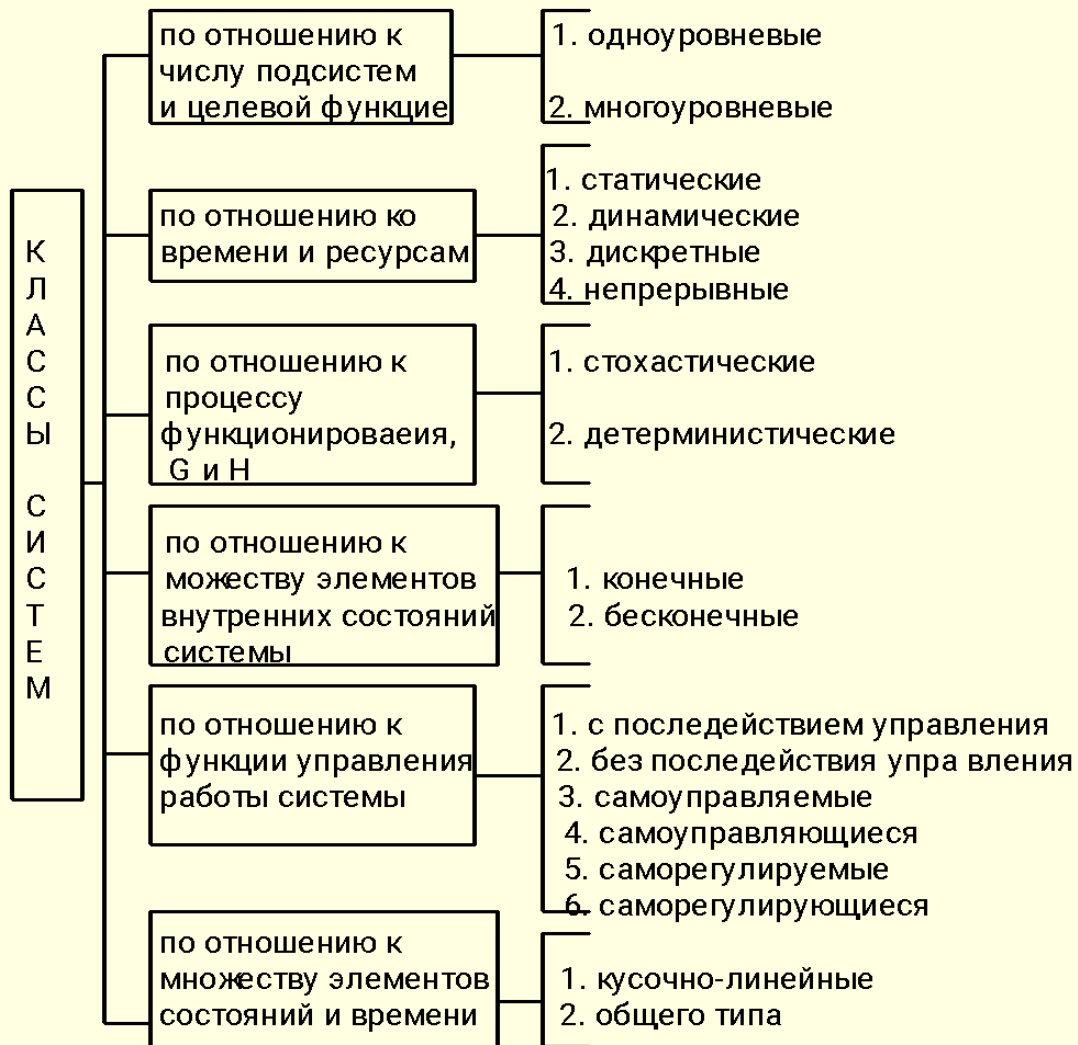 КЛАССЫ СИСТЕМ
по отношению к
числу подсистем
и целевой функцие
1. одноуровневые
2. многоуровневые
по отношению ко
времени и ресурсам
1. статические
2. динамические
3. дискретные
4. непрерывные
по отношению к
процессу
функционироваеия,
G и H
1. стохастические
2. детерминистические
по отношению к
можеству элементов
внутренних состояний
системы
1. конечные
2. бесконечные
по отношению к
функции управления
работы системы
1. с последействием управления
2. без последействия упра вления
3. самоуправляемые
4. самоуправляющиеся
5. саморегулируемые
6. саморегулирующиеся
по отношению к
множеству элементов
состояний и времени
1. кусочно-линейные
2. общего типа